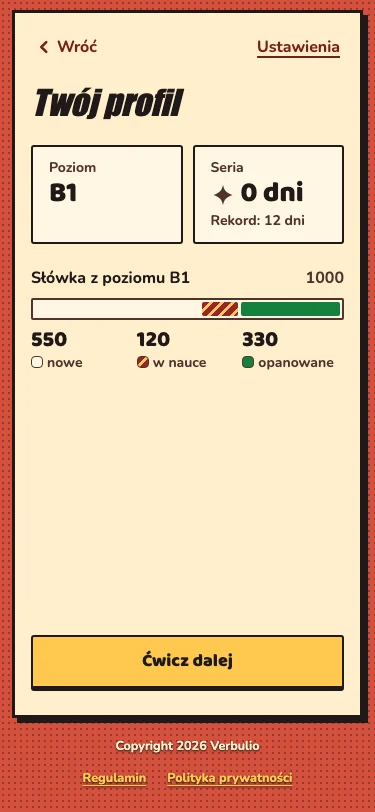 Wróć
Ustawienia
Twój profil
Poziom
B1
Seria
0 dni
Rekord: 12 dni
Słówka z poziomu B1
1000
550
120
330
nowe
w nauce
opanowane
Ćwicz dalej
Copyright 2026 Verbulio
Regulamin
Polityka prywatności